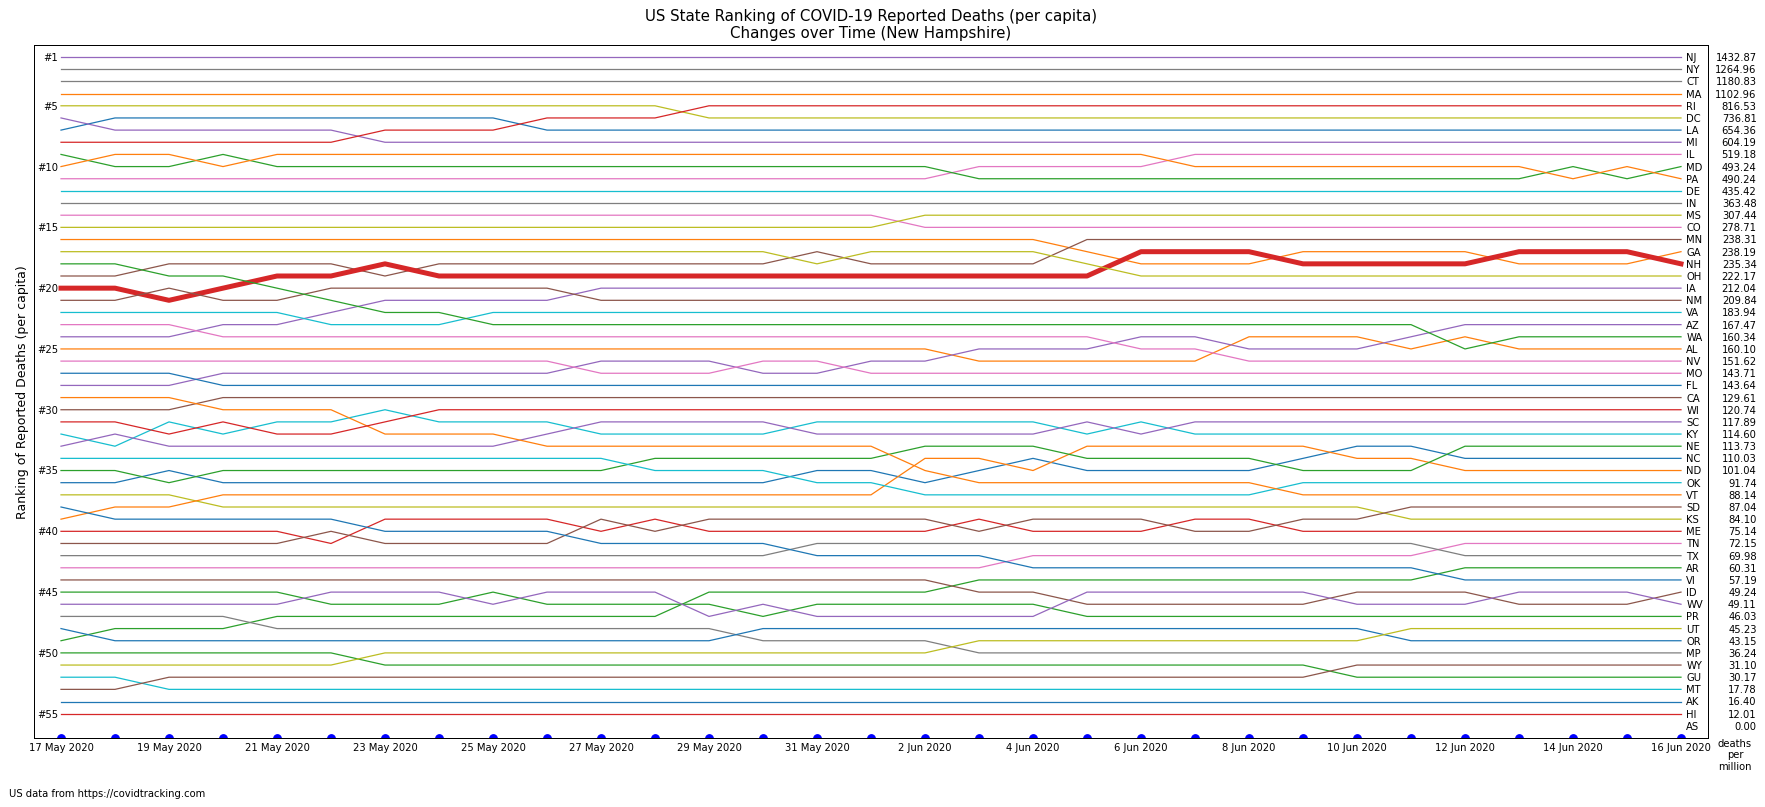 US State Ranking of COVID-19 Reported Deaths (per capita)
Changes over Time (New Hampshire)
Ranking of Reported Deaths (per capita)
#1
#5
#10
#15
#20
#25
#30
#35
#40
#45
#50
#55
NJ 1432.87
NY 1264.96
CT 1180.83
MA 1102.96
RI 816.53
DC 736.81
LA 654.36
MI 604.19
IL 519.18
MD 493.24
PA 490.24
DE 435.42
IN 363.48
MS 307.44
CO 278.71
MN 238.31
GA 238.19
NH 235.34
OH 222.17
IA 212.04
NM 209.84
VA 183.94
AZ 167.47
WA 160.34
AL 160.10
NV 151.62
MO 143.71
FL 143.64
CA 129.61
WI 120.74
SC 117.89
KY 114.60
NE 113.73
NC 110.03
ND 101.04
OK 91.74
VT 88.14
SD 87.04
KS 84.10
ME 75.14
TN 72.15
TX 69.98
AR 60.31
VI 57.19
ID 49.24
WV 49.11
PR 46.03
UT 45.23
OR 43.15
MP 36.24
WY 31.10
GU 30.17
MT 17.78
AK 16.40
HI 12.01
AS 0.00
17 May 2020 19 May 2020 21 May 2020 23 May 2020 25 May 2020 27 May 2020 29 May 2020 31 May 2020 2 Jun 2020 4 Jun 2020 6 Jun 2020 8 Jun 2020 10 Jun 2020 12 Jun 2020 14 Jun 2020 16 Jun 2020
deaths
per
million
US data from https://covidtracking.com